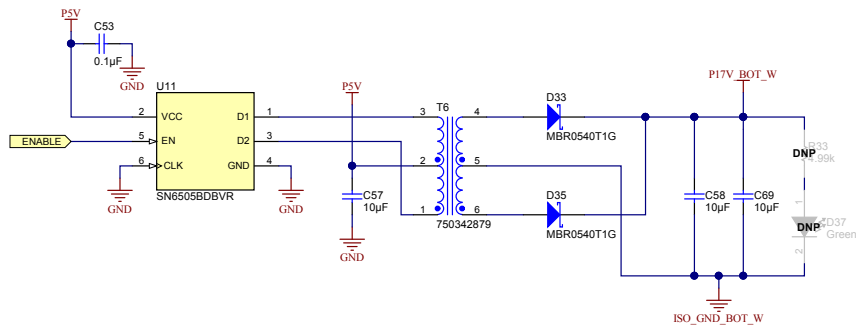 P5V
C53
0.1µF
GND
U11
2 VCC D1 1
ENABLE 5 EN D2 3
6 CLK GND 4
GND
SN6505BDBVR
GND
P5V
C57
10µF
GND
T6
3 4
2 5
1 6
750342879
D33
MBR0540T1G
D35
MBR0540T1G
P17V_BOT_W
C58
10µF
C69
10µF
R33
DNP
4.99k
1
DNP
D37
Green
2
ISO_GND_BOT_W